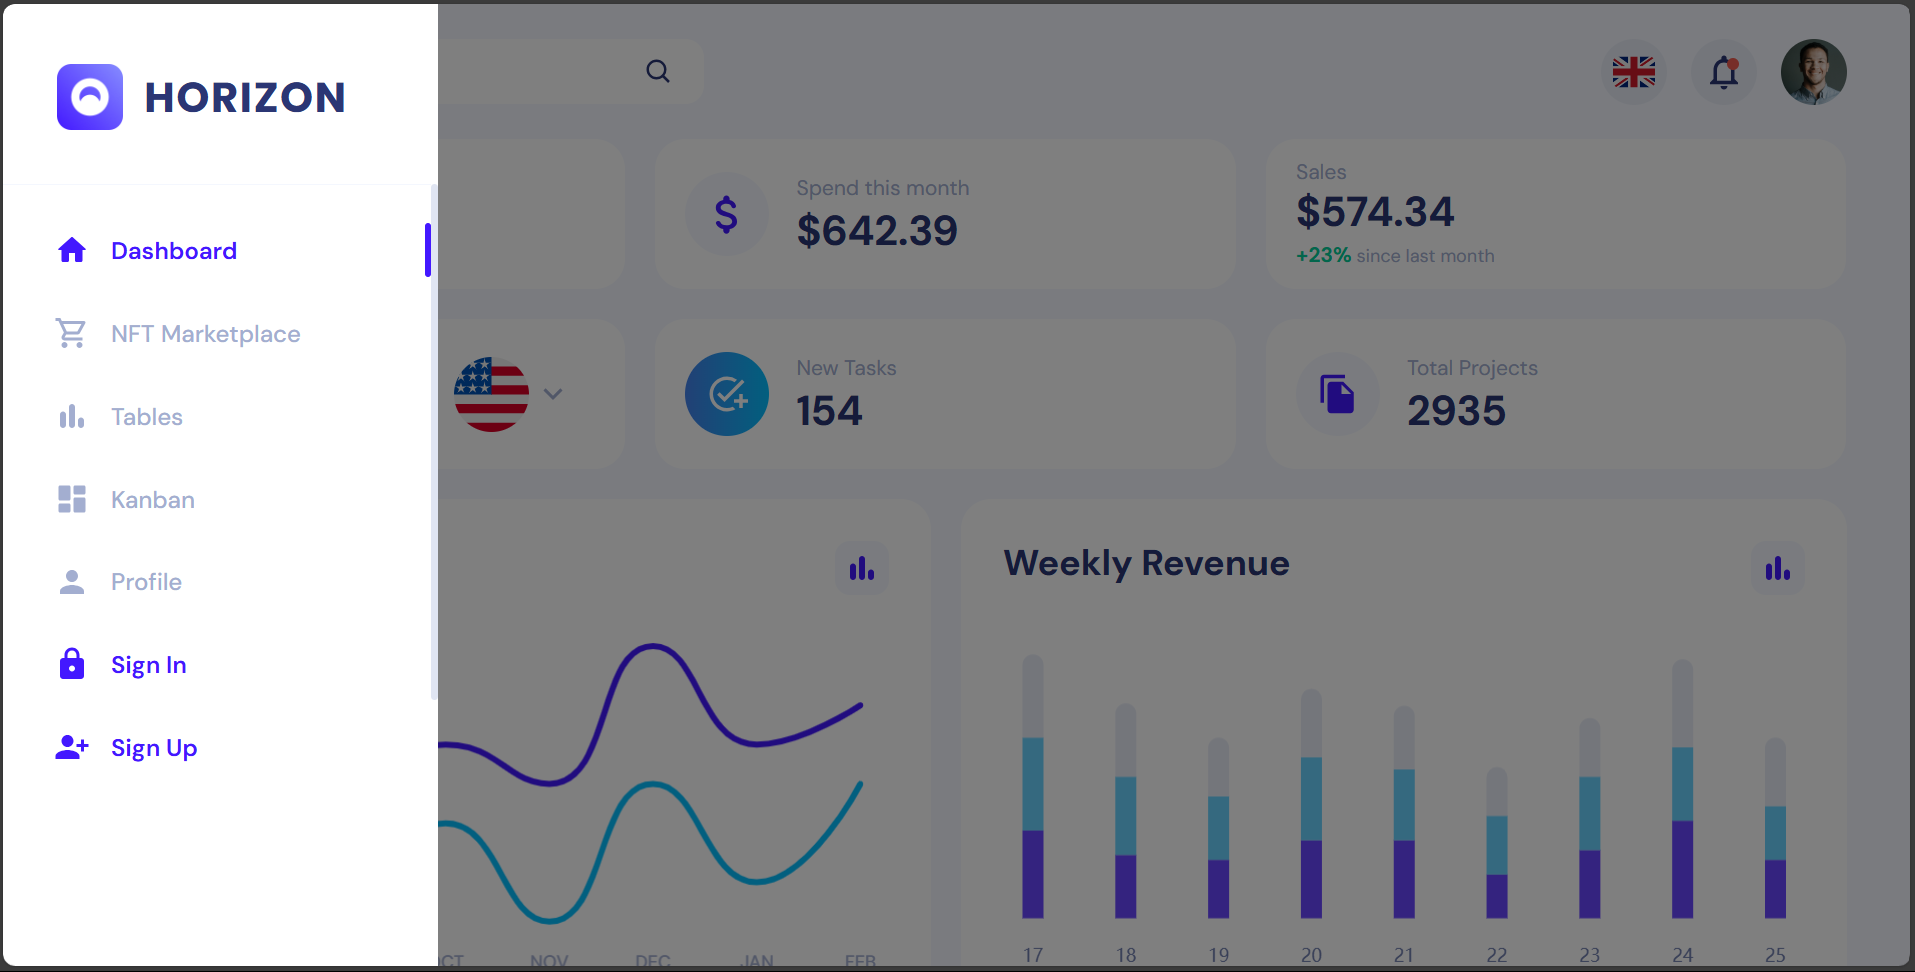 HORIZON
Dashboard
NFT Marketplace
Tables
Kanban
Profile
Sign In
Sign Up
Spend this month
$642.39
Sales
$574.34
+23% since last month
New Tasks
154
Total Projects
2935
Weekly Revenue
NOV DEC JAN FEB
17 18 19 20 21 22 23 24 25